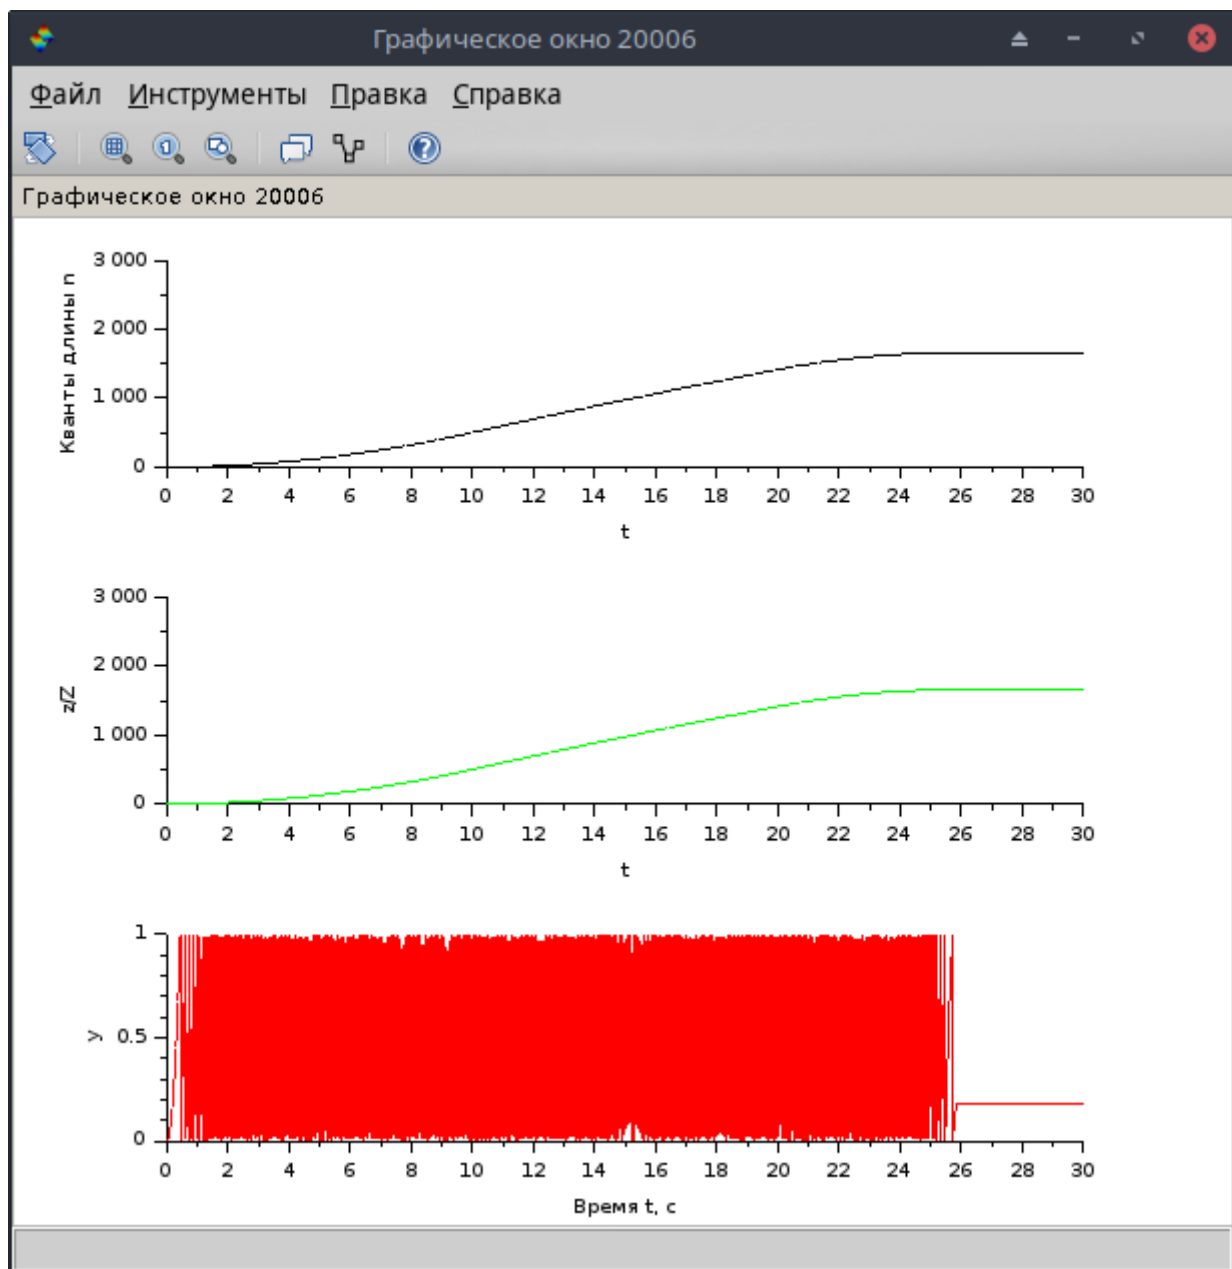 Графическое окно 20006
Файл Инструменты Правка Справка
Графическое окно 20006
Кванты длины n
3 000
2 000
1 000
0
0 2 4 6 8 10 12 14 16 18 20 22 24 26 28 30
t
z/Z
3 000
2 000
1 000
0
0 2 4 6 8 10 12 14 16 18 20 22 24 26 28 30
t
y
1
0.5
0
0 2 4 6 8 10 12 14 16 18 20 22 24 26 28 30
Время t, с